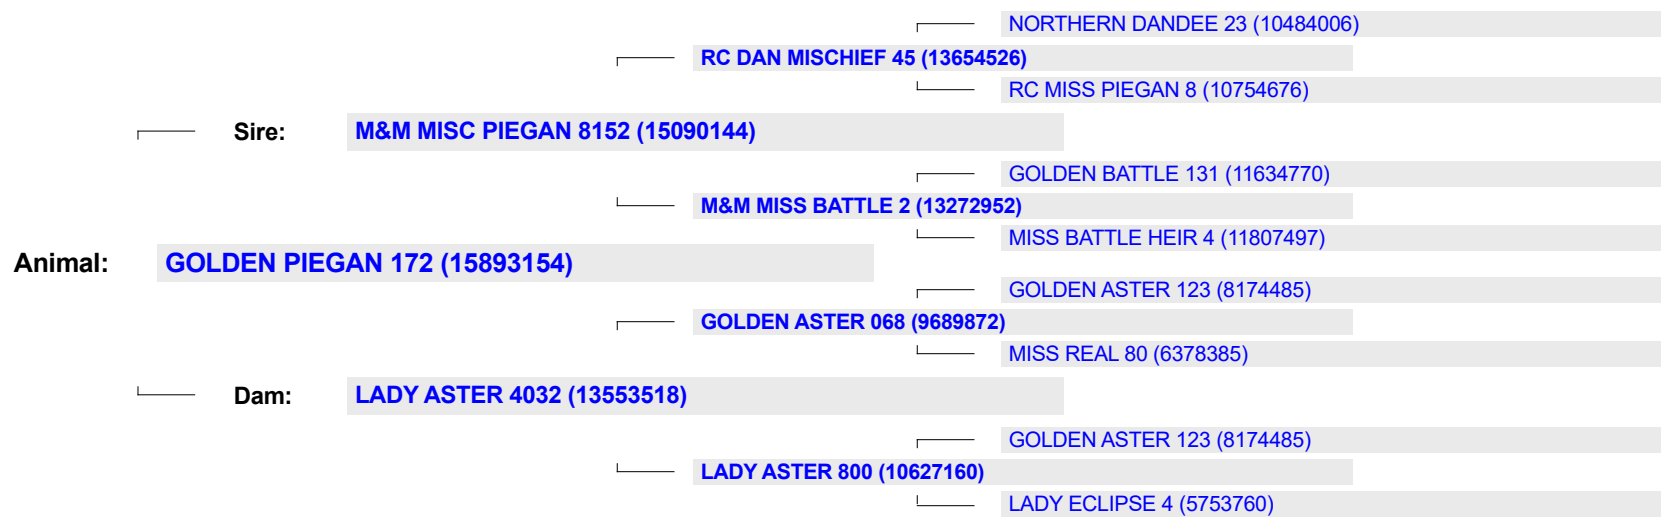 NORTHERN DANDEE 23 (10484006)
RC DAN MISCHIEF 45 (13654526)
RC MISS PIEGAN 8 (10754676)
Sire: M&M MISC PIEGAN 8152 (15090144)
GOLDEN BATTLE 131 (11634770)
M&M MISS BATTLE 2 (13272952)
MISS BATTLE HEIR 4 (11807497)
Animal: GOLDEN PIEGAN 172 (15893154)
GOLDEN ASTER 123 (8174485)
GOLDEN ASTER 068 (9689872)
MISS REAL 80 (6378385)
Dam: LADY ASTER 4032 (13553518)
GOLDEN ASTER 123 (8174485)
LADY ASTER 800 (10627160)
LADY ECLIPSE 4 (5753760)